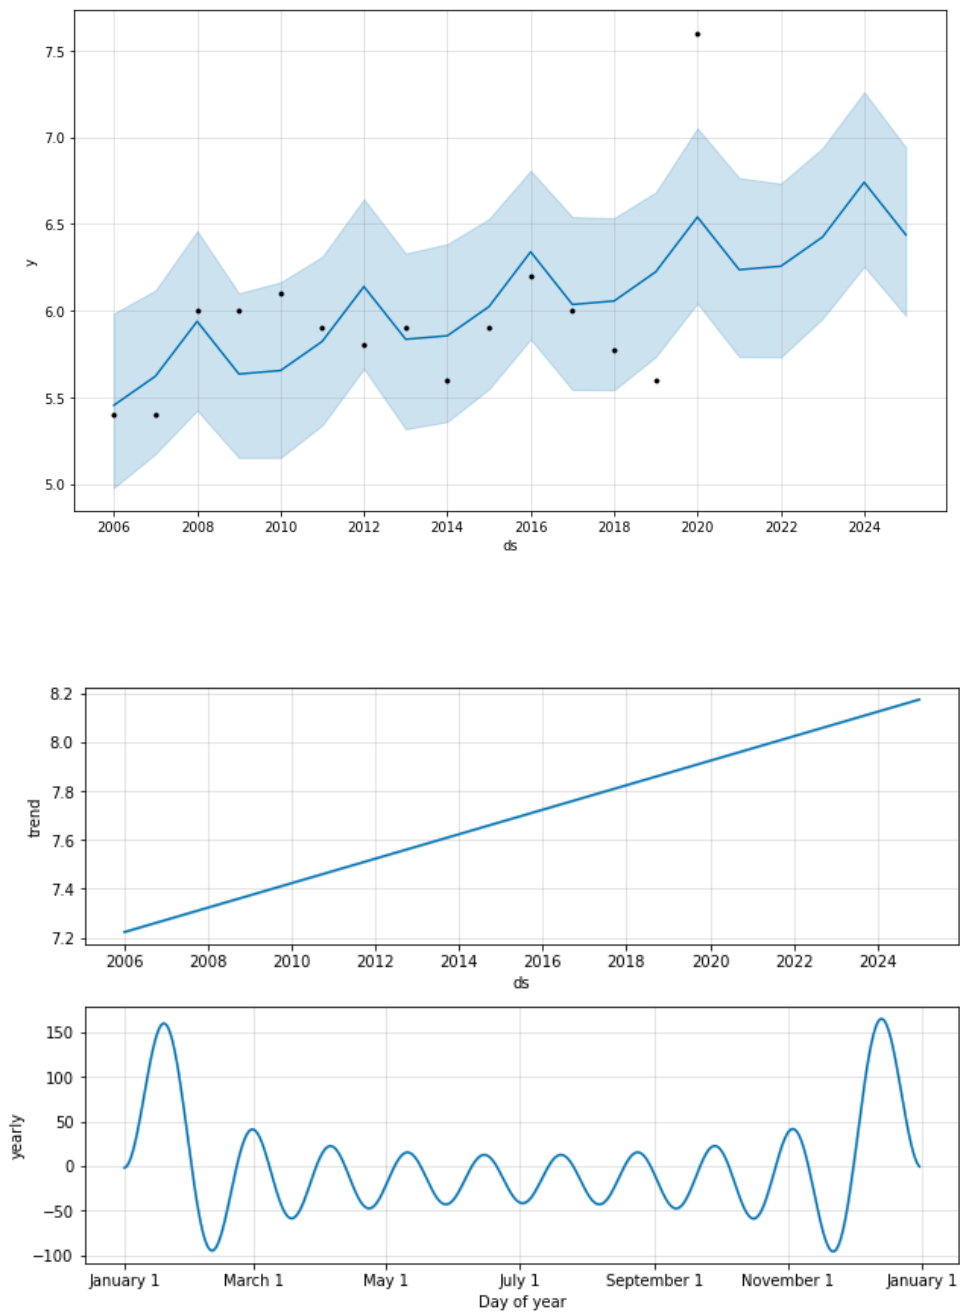 7.5
7.0
6.5
6.0
5.5
5.0
y
2006 2008 2010 2012 2014 2016 2018 2020 2022 2024
ds
8.2
8.0
7.8
7.6
7.4
7.2
trend
2006 2008 2010 2012 2014 2016 2018 2020 2022 2024
ds
150
100
50
0
−50
−100
yearly
January 1 March 1 May 1 July 1 September 1 November 1 January 1
Day of year